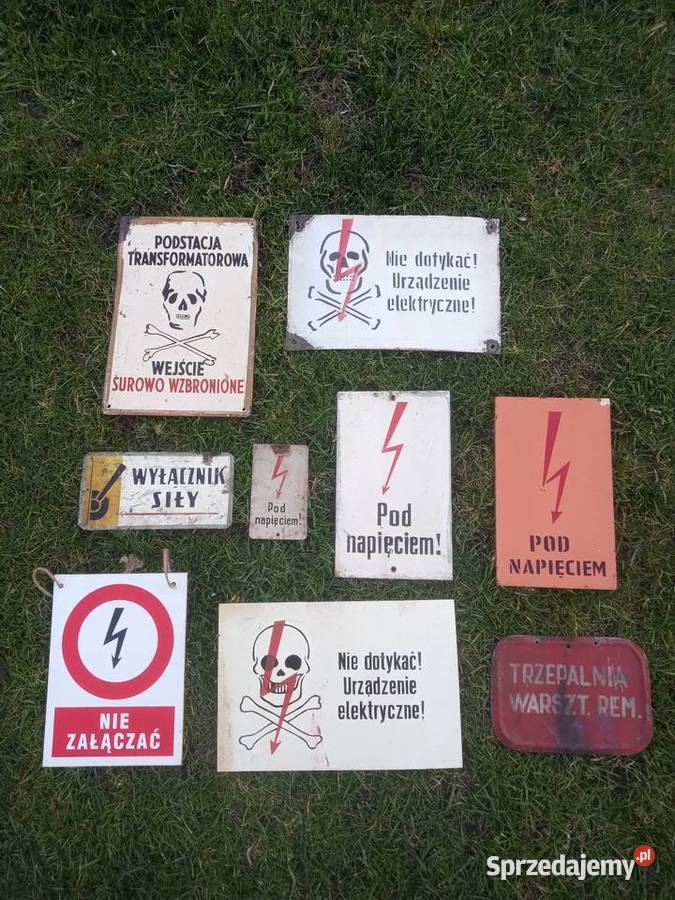 PODSTACJA
TRANSFORMATOROWA
WEJŚCIE
SUROWO WZBRONIONE
Nie dotykać!
Urządzenie
elektryczne!
WYŁĄCZNIK
SIŁY
Pod
napięciem!
Pod
napięciem!
POD
NAPIĘCIEM
NIE
ZAŁĄCZAĆ
Nie dotykać!
Urządzenie
elektryczne!
TRZEPALNIA
WARSZT. REM.
Sprzedajemy.pl